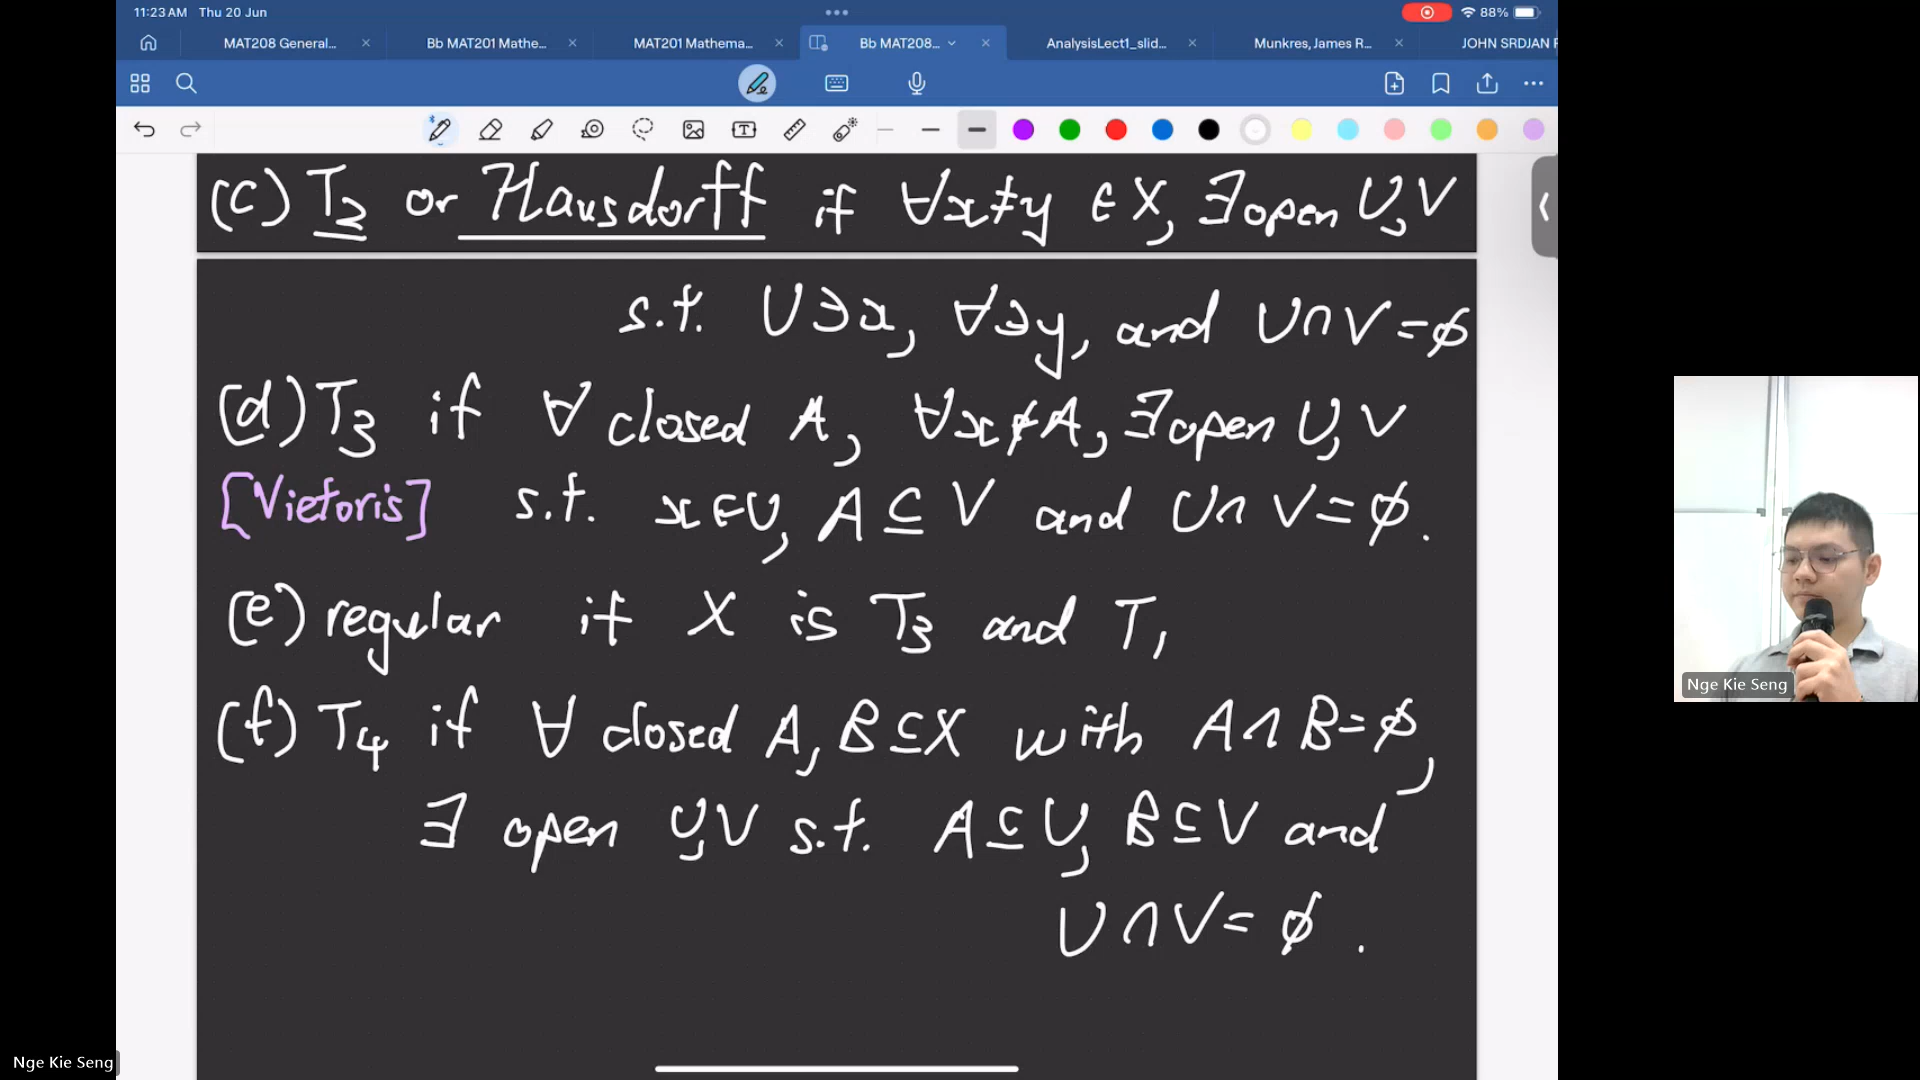 11:23 AM Thu 20 Jun
88%
MAT208 General...
Bb MAT201 Mathe...
MAT201 Mathema...
Bb MAT208...
AnalysisLect1_slid...
Munkres, James R...
JOHN SRDJAN P
(c) T₂ or Hausdorff if ∀x≠y ∈ X, ∃ open U, V
s.t. U∋x, ∀∋y, and U∩V=∅
(d) T₃ if ∀ closed A, ∀x∉A, ∃ open U, V
[Vietoris] s.t. x∈U, A ⊆ V and U∩V=∅.
(e) regular if X is T₃ and T₁
(f) T₄ if ∀ closed A, B⊆X with A∩B=∅,
∃ open U, V s.t. A⊆U, B⊆V and
U∩V=∅.
Nge Kie Seng
Nge Kie Seng